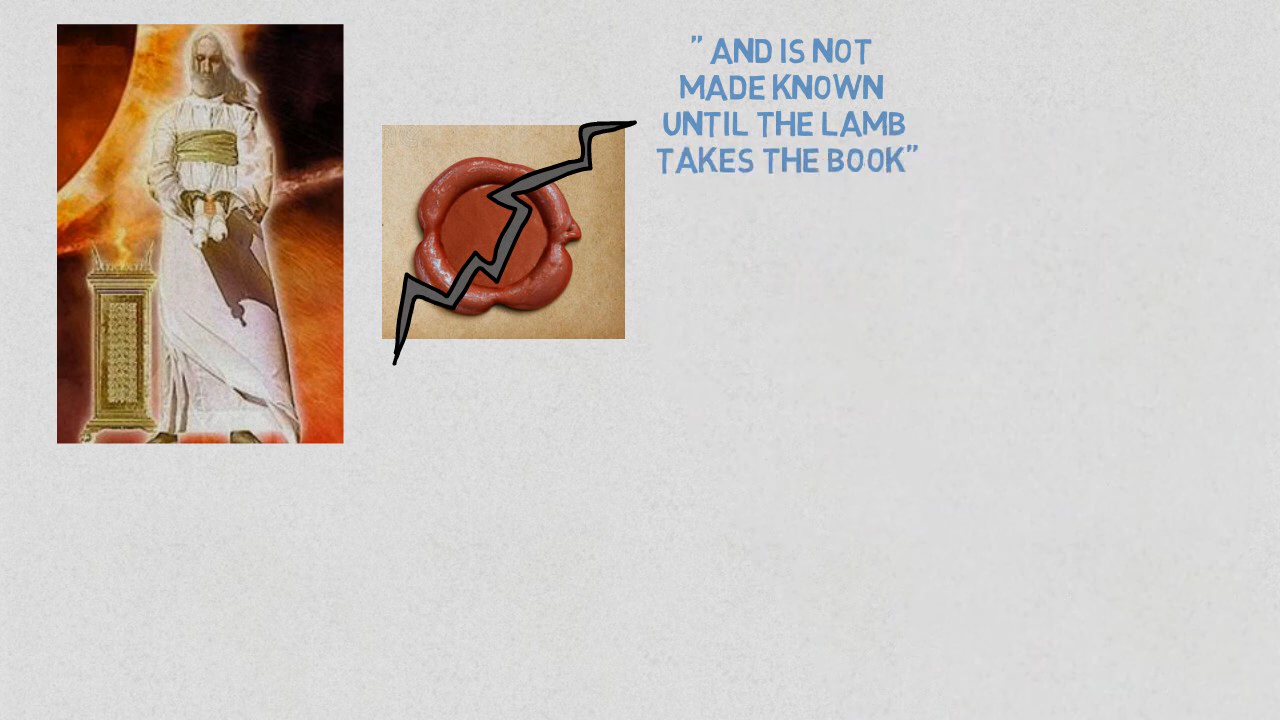 ” AND IS NOT
MADE KNOWN
UNTIL THE LAMB
TAKES THE BOOK”